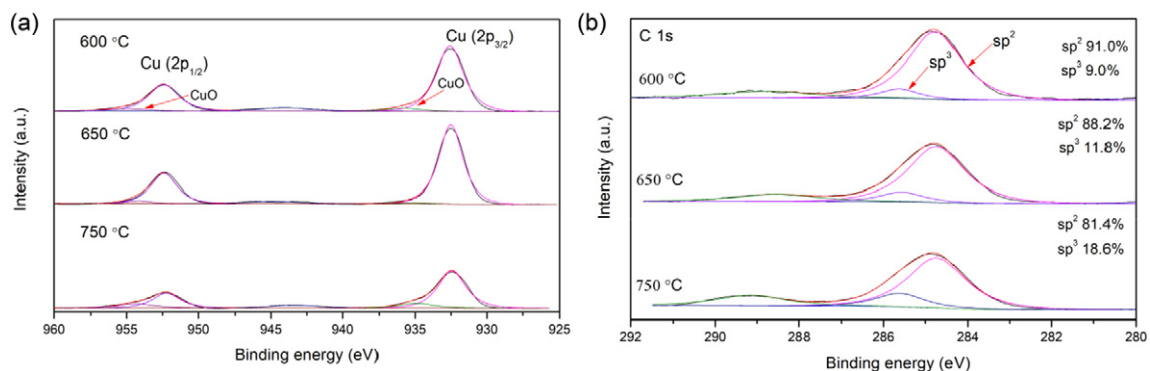 (a)
600 °C
Cu (2p1/2)
CuO
Cu (2p3/2)
CuO
650 °C
750 °C
Intensity (a.u.)
960 955 950 945 940 935 930 925
Binding energy (eV)
(b)
C 1s
sp2
sp3
sp2 91.0%
sp3 9.0%
600 °C
sp2 88.2%
sp3 11.8%
650 °C
sp2 81.4%
sp3 18.6%
750 °C
Intensity (a.u.)
292 290 288 286 284 282 280
Binding energy (eV)